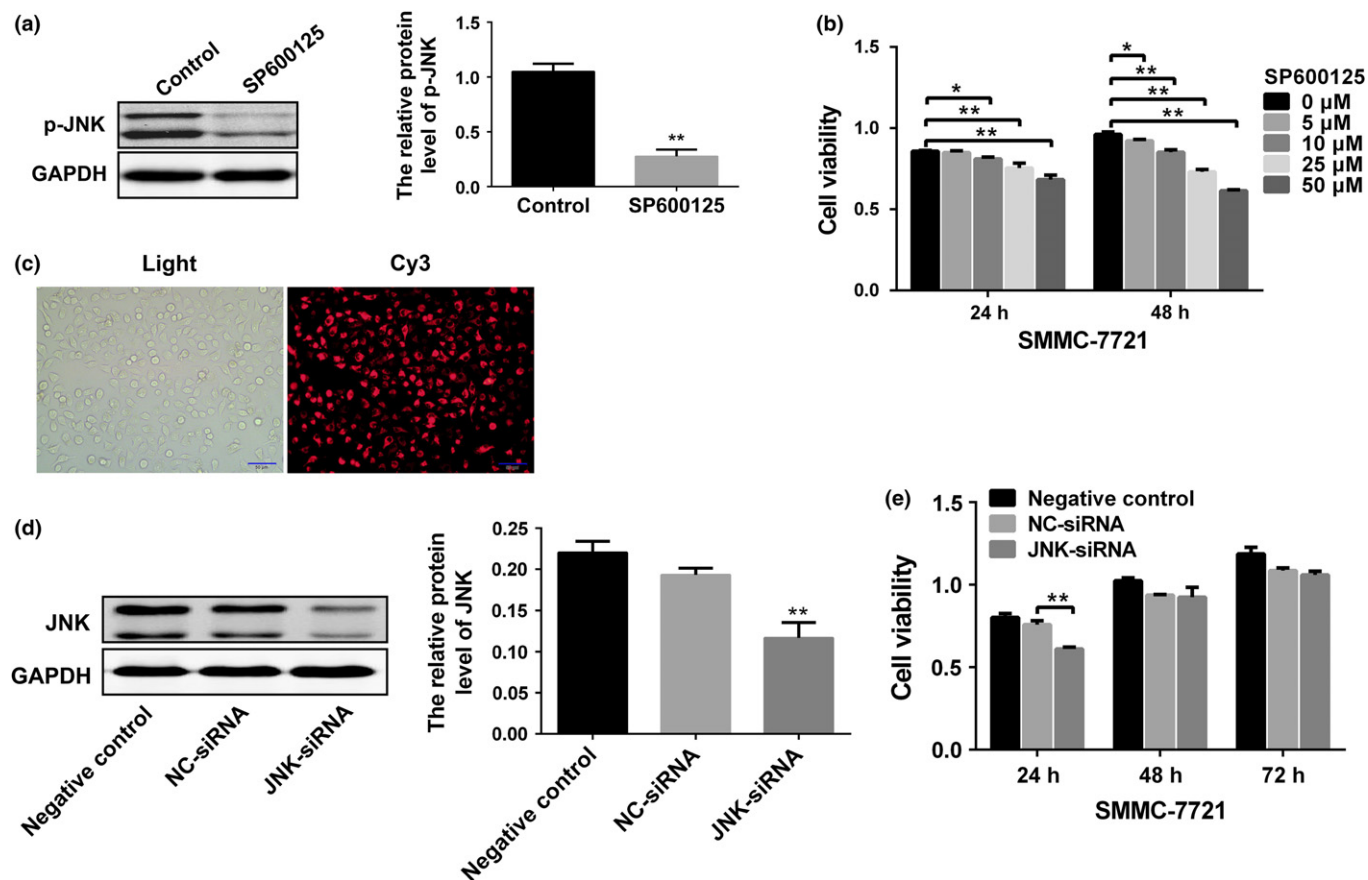 (a)
Control
SP600125
p-JNK
GAPDH
The relative protein
level of p-JNK
1.5
1.0
0.5
0.0
**
Control
SP600125
(b)
Cell viability
1.5
1.0
0.5
0.0
*
**
**
*
**
**
**
24 h
48 h
SMMC-7721
SP600125
0 µM
5 µM
10 µM
25 µM
50 µM
(c)
Light
Cy3
50 µm
(d)
JNK
GAPDH
Negative control
NC-siRNA
JNK-siRNA
The relative protein
level of JNK
0.25
0.20
0.15
0.10
0.05
0.00
**
Negative control
NC-siRNA
JNK-siRNA
(e)
Negative control
NC-siRNA
JNK-siRNA
Cell viability
1.5
1.0
0.5
0.0
**
24 h
48 h
72 h
SMMC-7721